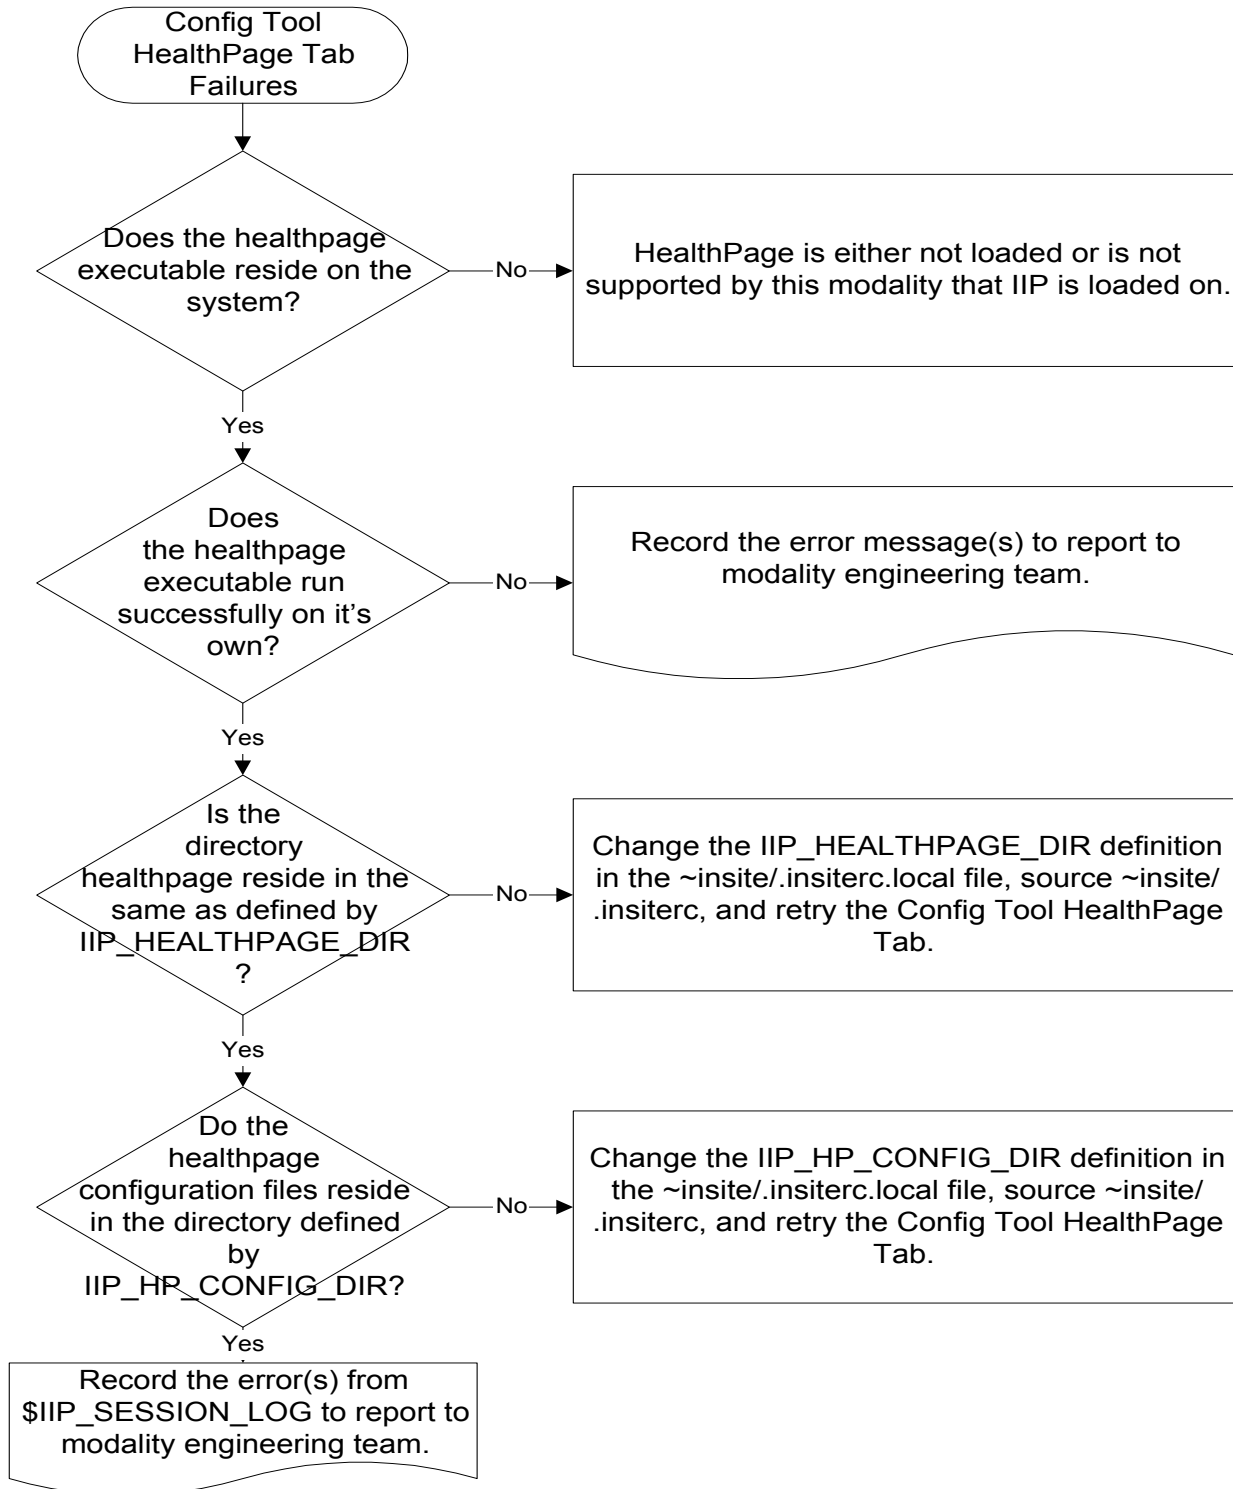 Config Tool
HealthPage Tab
Failures
Does the healthpage
executable reside on the
system?
No
HealthPage is either not loaded or is not
supported by this modality that IIP is loaded on.
Yes
Does
the healthpage
executable run
successfully on it's
own?
No
Record the error message(s) to report to
modality engineering team.
Yes
Is the
directory
healthpage reside in the
same as defined by
IIP_HEALTHPAGE_DIR
?
No
Change the IIP_HEALTHPAGE_DIR definition
in the ~insite/.insiterc.local file, source ~insite/
.insiterc, and retry the Config Tool HealthPage
Tab.
Yes
Do the
healthpage
configuration files reside
in the directory defined
by
IIP_HP_CONFIG_DIR?
No
Change the IIP_HP_CONFIG_DIR definition in
the ~insite/.insiterc.local file, source ~insite/
.insiterc, and retry the Config Tool HealthPage
Tab.
Yes
Record the error(s) from
$IIP_SESSION_LOG to report to
modality engineering team.